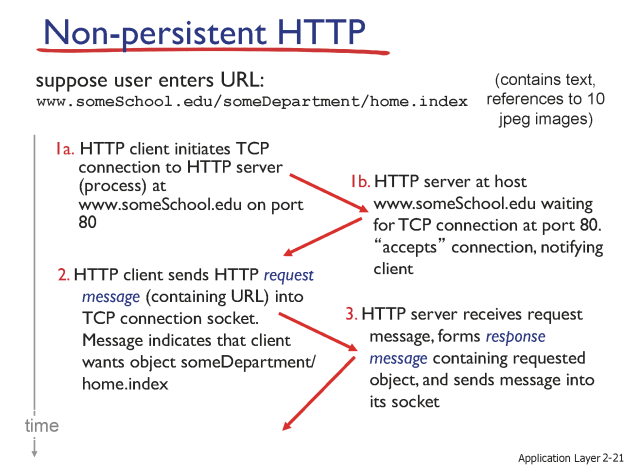 Non-persistent HTTP
suppose user enters URL:
www.someSchool.edu/someDepartment/home.index
(contains text,
references to 10
jpeg images)
1a. HTTP client initiates TCP
connection to HTTP server
(process) at
www.someSchool.edu on port
80
1b. HTTP server at host
www.someSchool.edu waiting
for TCP connection at port 80.
“accepts” connection, notifying
client
2. HTTP client sends HTTP request
message (containing URL) into
TCP connection socket.
Message indicates that client
wants object someDepartment/
home.index
3. HTTP server receives request
message, forms response
message containing requested
object, and sends message into
its socket
time
Application Layer 2-21